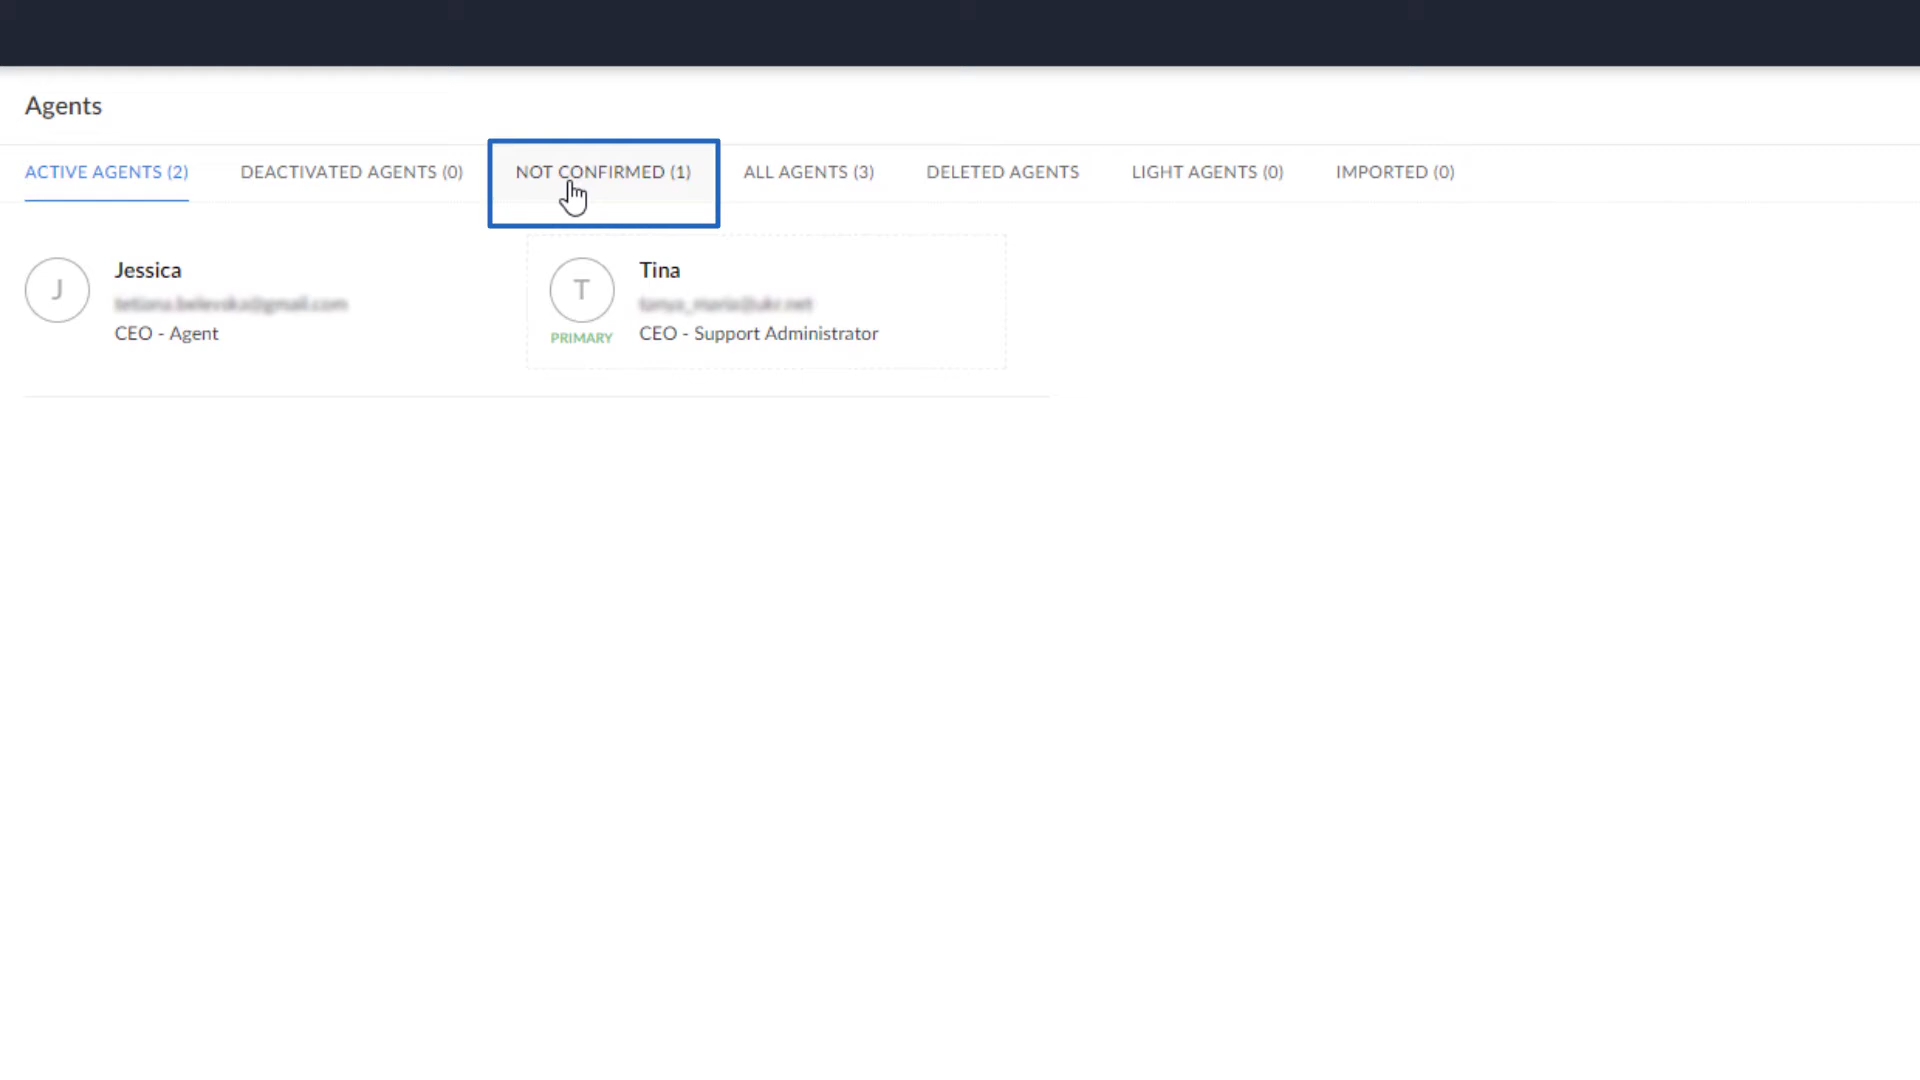 Agents
ACTIVE AGENTS (2) DEACTIVATED AGENTS (0) NOT CONFIRMED (1) ALL AGENTS (3) DELETED AGENTS LIGHT AGENTS (0) IMPORTED (0)
J
Jessica
CEO - Agent
T
PRIMARY
Tina
CEO - Support Administrator